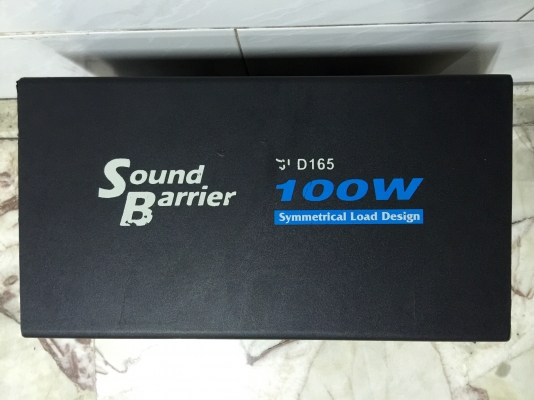 Sound
Barrier
D165
100W
Symmetrical Load Design